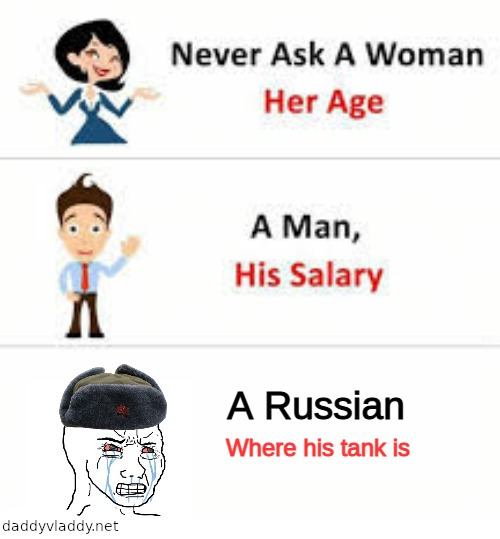 Never Ask A Woman
Her Age
A Man,
His Salary
A Russian
Where his tank is
daddyvladdy.net